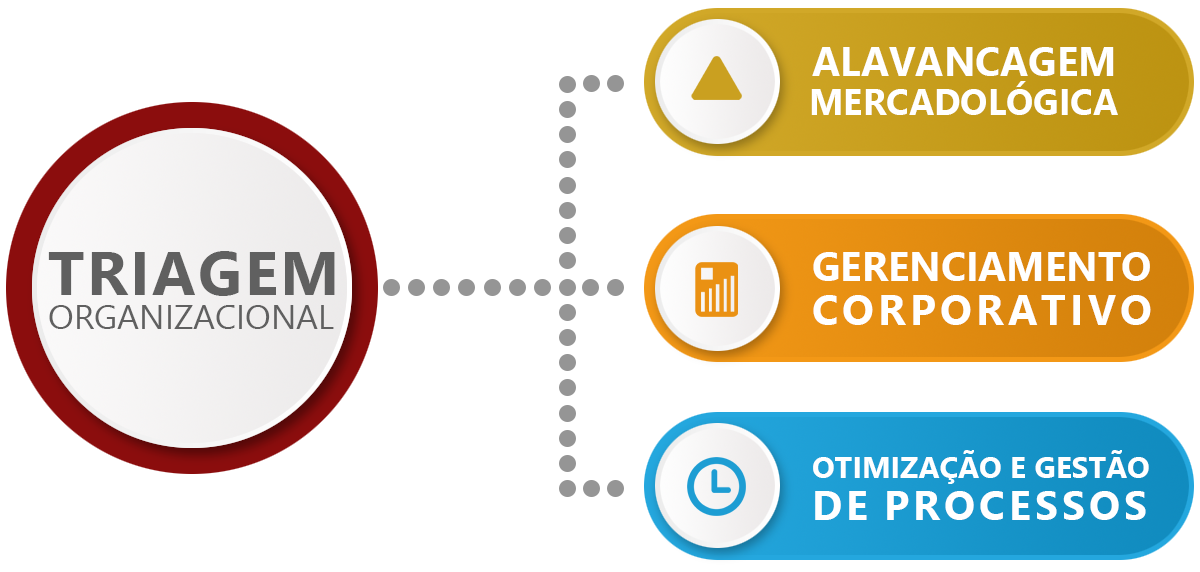 TRIAGEM
ORGANIZACIONAL
ALAVANCAGEM
MERCADOLÓGICA
GERENCIAMENTO
CORPORATIVO
OTIMIZAÇÃO E GESTÃO
DE PROCESSOS